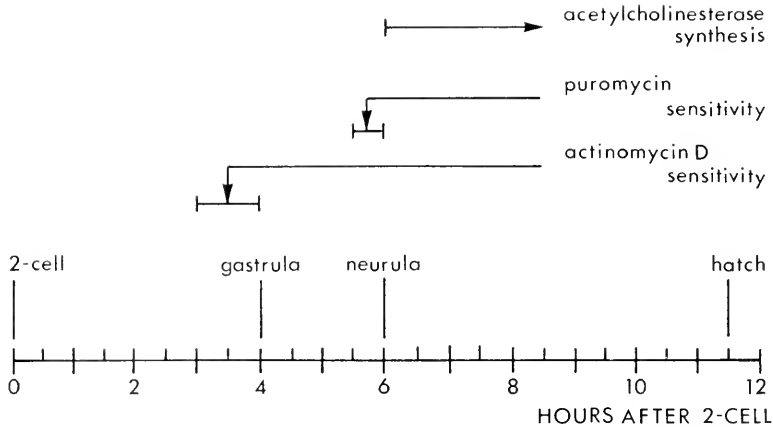 acetylcholinesterase
synthesis
puromycin
sensitivity
actinomycin D
sensitivity
2-cell gastrula neurula hatch
0 2 4 6 8 10 12
HOURS AFTER 2-CELL